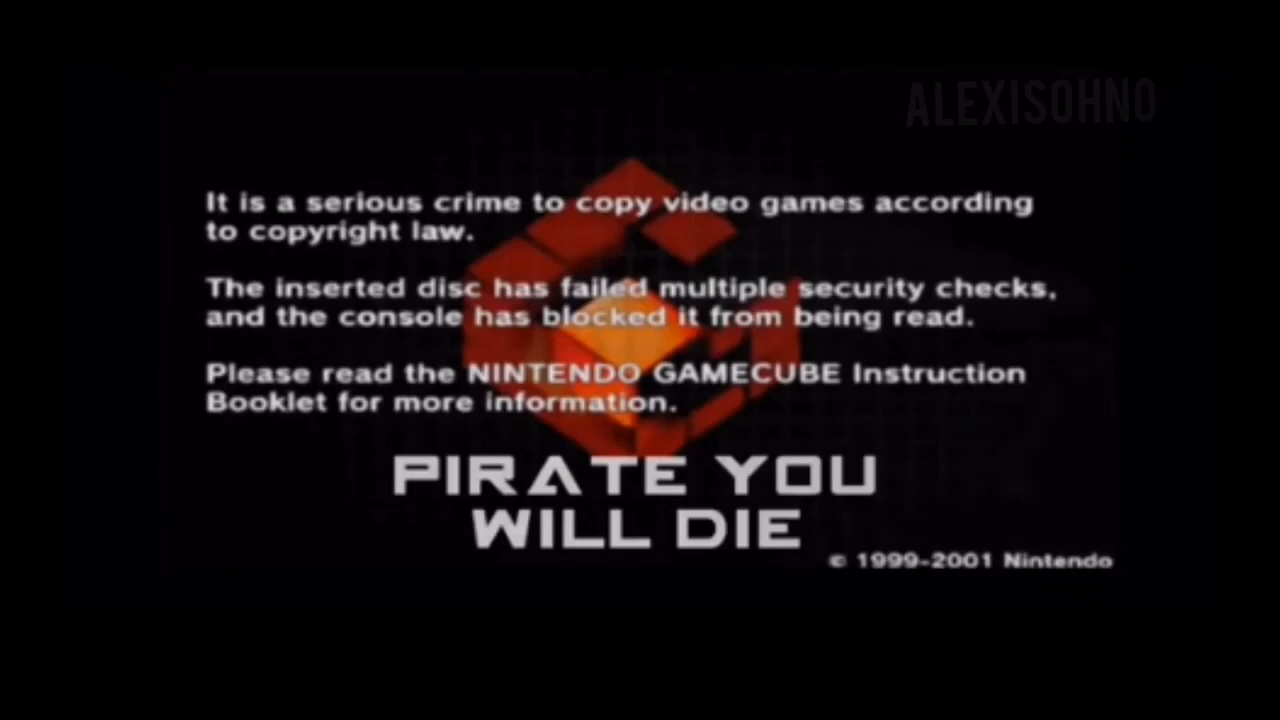 ALEXISOHNO
It is a serious crime to copy video games according
to copyright law.
The inserted disc has failed multiple security checks,
and the console has blocked it from being read.
Please read the NINTENDO GAMECUBE Instruction
Booklet for more information.
PIRATE YOU
WILL DIE
© 1999-2001 Nintendo